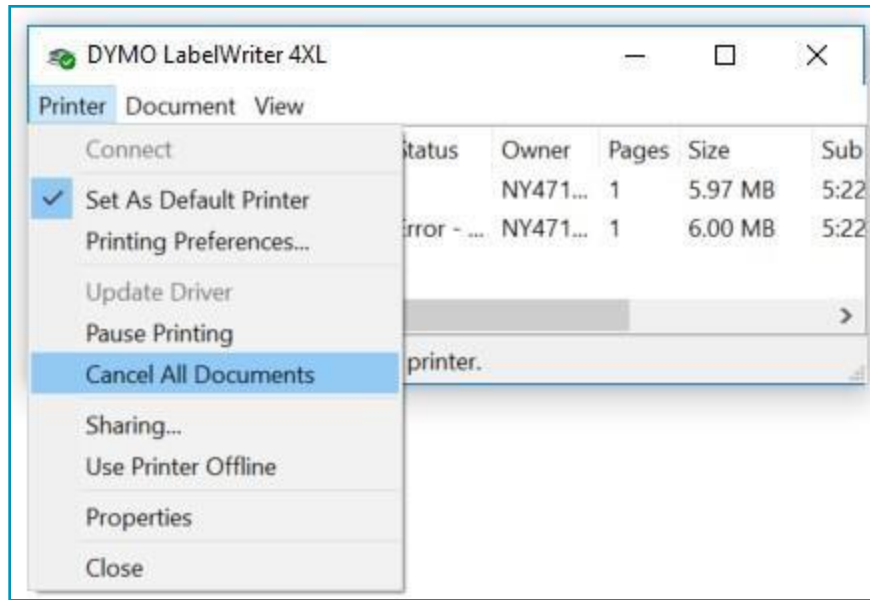 DYMO LabelWriter 4XL
Printer Document View
Connect
Set As Default Printer
Printing Preferences...
Update Driver
Pause Printing
Cancel All Documents
Sharing...
Use Printer Offline
Properties
Close
tatus Owner Pages Size Sub
NY471... 1 5.97 MB 5:22
rror - ... NY471... 1 6.00 MB 5:22
printer.